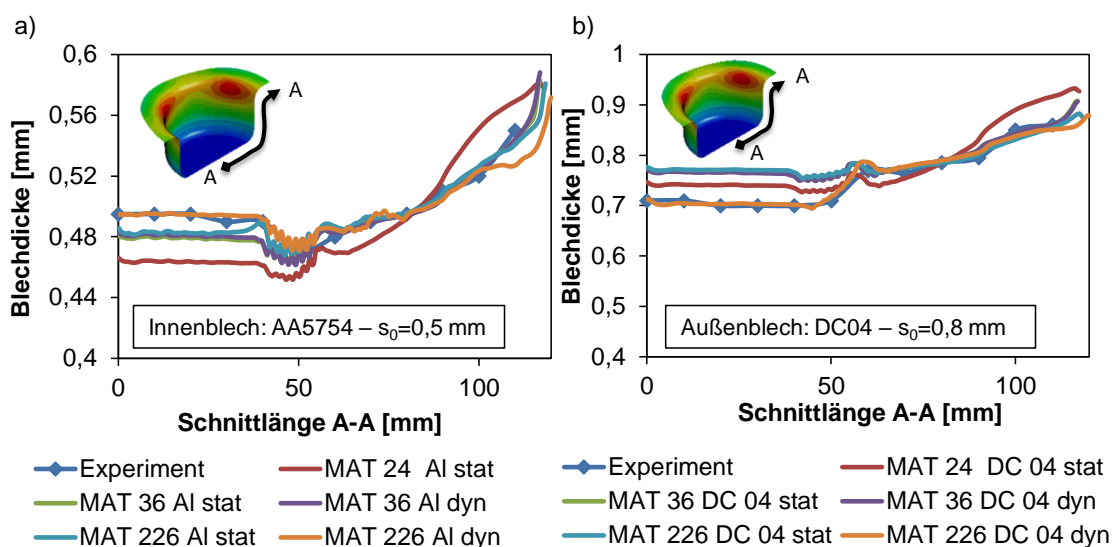 a)
0,6
0,56
0,52
0,48
0,44
0,4
Blechdicke [mm]
A
A
Innenblech: AA5754 – s0=0,5 mm
0 50 100
Schnittlänge A-A [mm]
Experiment MAT 24 Al stat
MAT 36 Al stat MAT 36 Al dyn
MAT 226 Al stat MAT 226 Al dyn
b)
1
0,9
0,8
0,7
0,6
0,5
0,4
Blechdicke [mm]
A
A
Außenblech: DC04 – s0=0,8 mm
0 50 100
Schnittlänge A-A [mm]
Experiment MAT 24 DC 04 stat
MAT 36 DC 04 stat MAT 36 DC 04 dyn
MAT 226 DC 04 stat MAT 226 DC 04 dyn